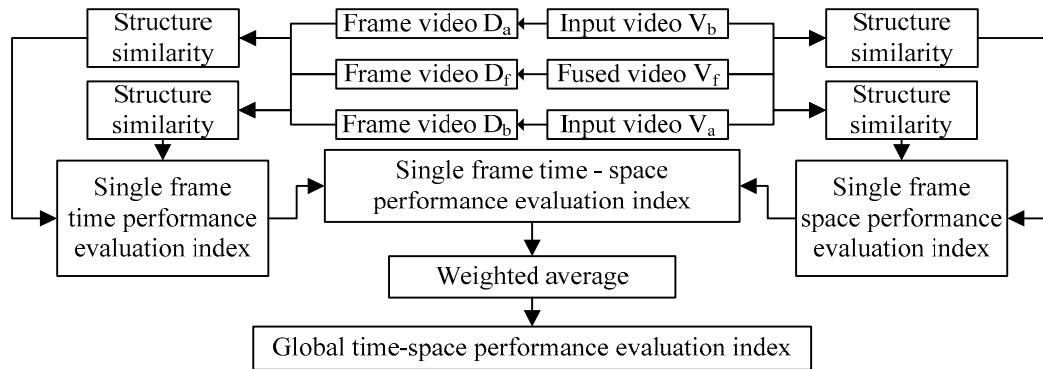 Structure
similarity
Frame video Da
Input video Vb
Structure
similarity
Frame video Df
Fused video Vf
Structure
similarity
Frame video Db
Input video Va
Structure
similarity
Single frame
time performance
evaluation index
Single frame time - space
performance evaluation index
Single frame
space performance
evaluation index
Weighted average
Global time-space performance evaluation index